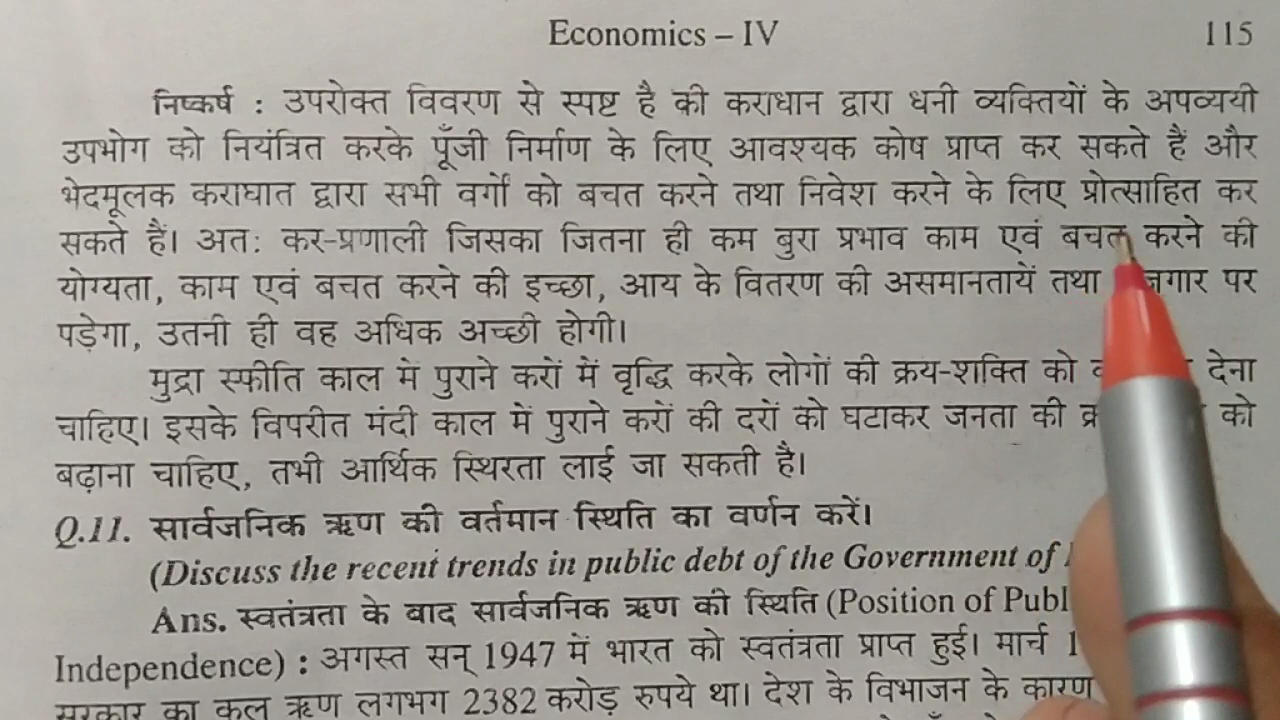 Economics – IV 115
निष्कर्ष : उपरोक्त विवरण से स्पष्ट है की कराधान द्वारा धनी व्यक्तियों के अपव्ययी
उपभोग को नियंत्रित करके पूँजी निर्माण के लिए आवश्यक कोष प्राप्त कर सकते हैं और
भेदमूलक कराघात द्वारा सभी वर्गों को बचत करने तथा निवेश करने के लिए प्रोत्साहित कर
सकते हैं। अतः कर-प्रणाली जिसका जितना ही कम बुरा प्रभाव काम एवं बचत करने की
योग्यता, काम एवं बचत करने की इच्छा, आय के वितरण की असमानतायें तथा पर
पड़ेगा, उतनी ही वह अधिक अच्छी होगी।
मुद्रा स्फीति काल में पुराने करों में वृद्धि करके लोगों की क्रय-शक्ति को देना
चाहिए। इसके विपरीत मंदी काल में पुराने करों की दरों को घटाकर जनता की को
बढ़ाना चाहिए, तभी आर्थिक स्थिरता लाई जा सकती है।
Q.11. सार्वजनिक ऋण की वर्तमान स्थिति का वर्णन करें।
(Discuss the recent trends in public debt of the Government of
Ans. स्वतंत्रता के बाद सार्वजनिक ऋण की स्थिति (Position of
Independence) : अगस्त सन् 1947 में भारत को स्वतंत्रता प्राप्त हुई। मार्च
सरकार का कुल ऋण लगभग 2382 करोड़ रुपये था। देश के विभाजन के कारण